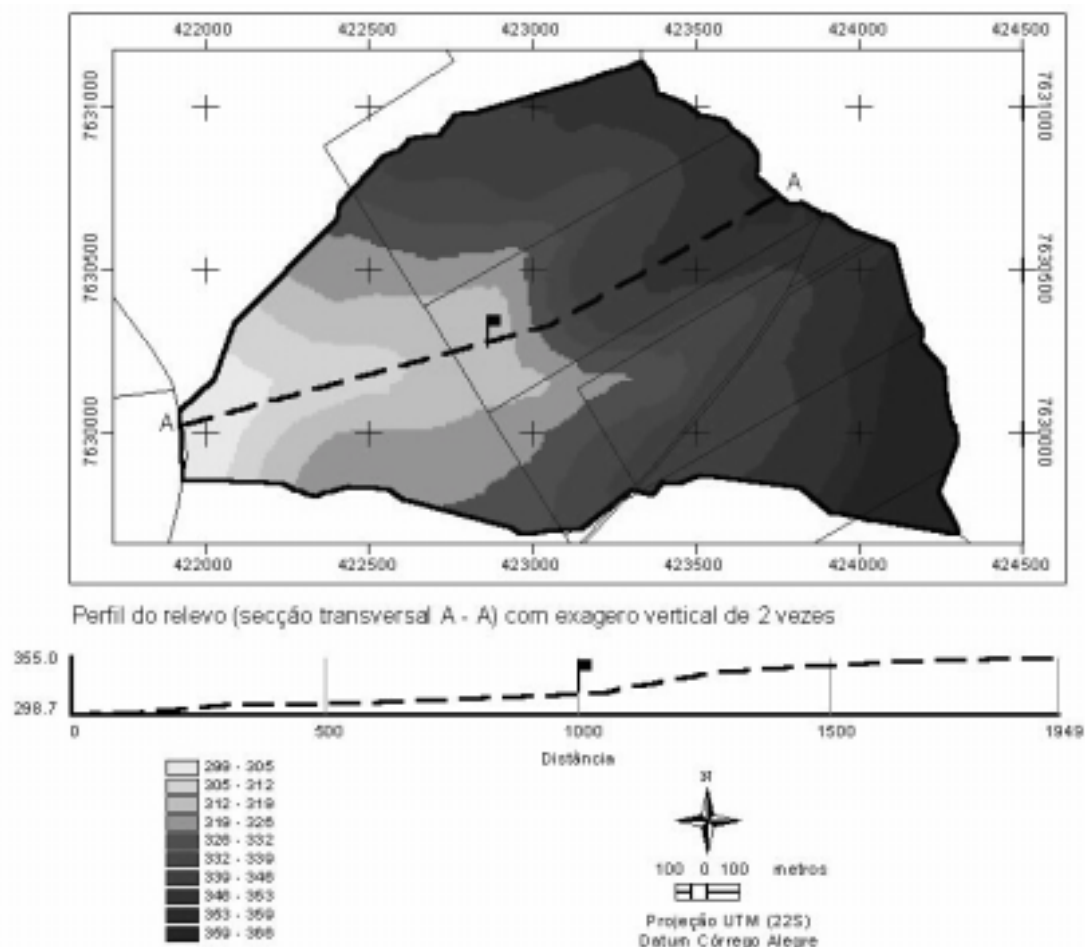 422000 422500 423000 423500 424000 424500
7631000 7631000
A
7630500 7630500
A
7630000 7630000
422000 422500 423000 423500 424000 424500
Perfil do relevo (secção transversal A - A) com exagero vertical de 2 vezes
355.0
298.7
0 500 1000 1500 1949
Distância
299 - 305
305 - 312
312 - 319
319 - 326
326 - 332
332 - 339
339 - 346
346 - 353
353 - 359
N
100 0 100 metros
Projeção UTM (22S)
Datum Córrego Alegre